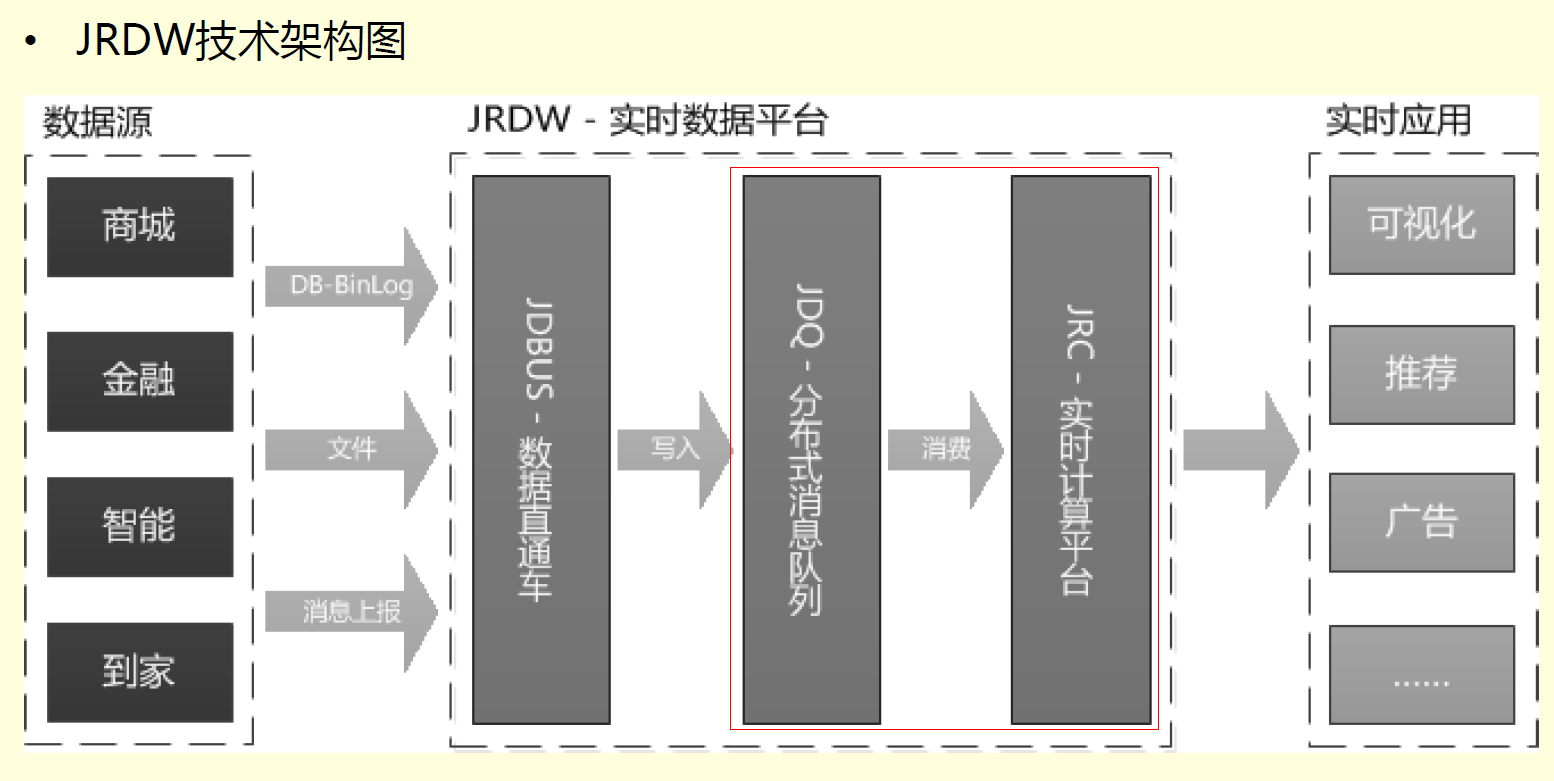 • JRDW技术架构图
数据源
商城
金融
智能
到家
DB-BinLog
文件
消息上报
JRDW - 实时数据平台
JDBUS - 数据直通车
写入
JDQ - 分布式消息队列
消费
JRC - 实时计算平台
实时应用
可视化
推荐
广告
......